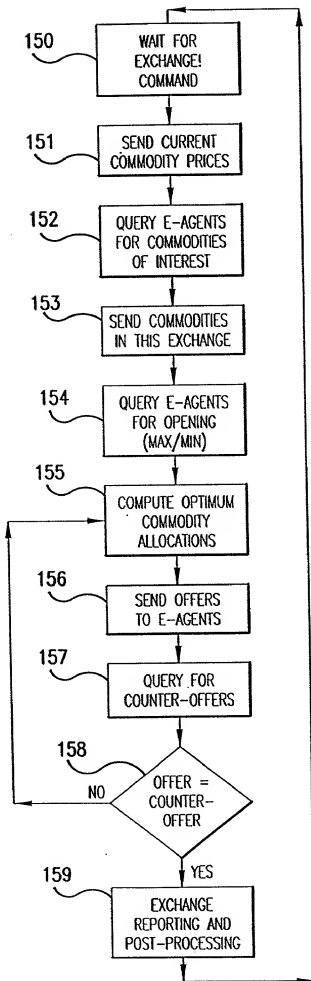 150
WAIT FOR
EXCHANGE!
COMMAND
151
SEND CURRENT
COMMODITY PRICES
152
QUERY E-AGENTS
FOR COMMODITIES
OF INTEREST
153
SEND COMMODITIES
IN THIS EXCHANGE
154
QUERY E-AGENTS
FOR OPENING
(MAX/MIN)
155
COMPUTE OPTIMUM
COMMODITY
ALLOCATIONS
156
SEND OFFERS
TO E-AGENTS
157
QUERY FOR
COUNTER-OFFERS
158
OFFER =
COUNTER-
OFFER
NO
YES
159
EXCHANGE
REPORTING AND
POST-PROCESSING